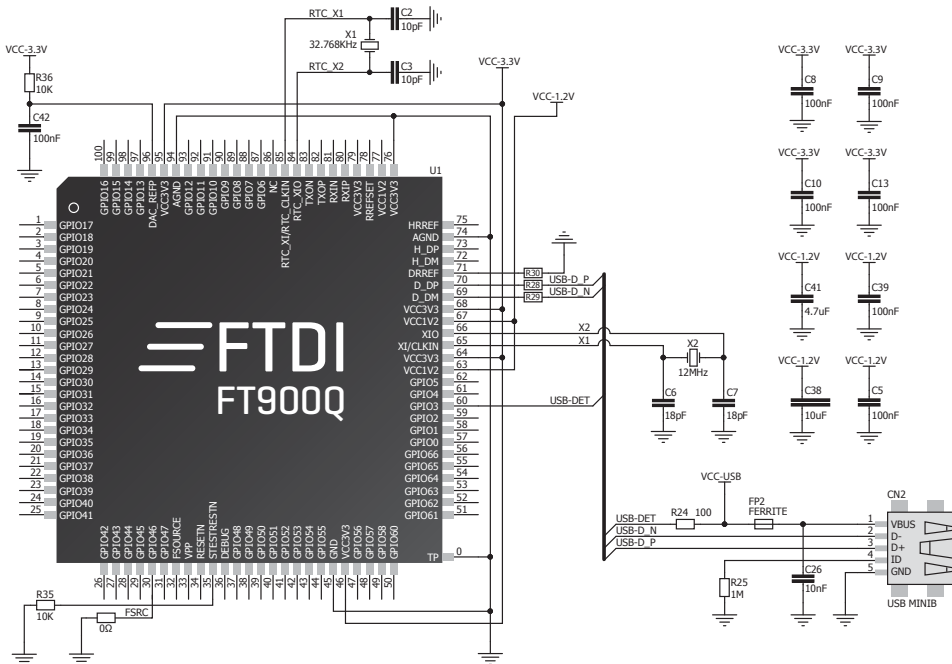 RTC_X1
C2
10pF
X1
32.768KHz
RTC_X2
C3
10pF
VCC-3.3V
R36
10K
C42
100nF
VCC-3.3V
VCC-1.2V
100 99 98 97 96 95 94 93 92 91 90 89 88 87 86 85 84 83 82 81 80 79 78 77 76
U1
GPIO16
GPIO15
GPIO14
GPIO13
DAC_REFP
VCC3V3
AGND
GPIO12
GPIO11
GPIO10
GPIO9
GPIO8
GPIO7
GPIO6
NC
RTC_XI/RTC_CLKIN
RTC_XIO
TXON
TXOP
RXIN
RXIP
VCC3V3
RREFSET
VCC1V2
VCC3V3
1 GPIO17
2 GPIO18
3 GPIO19
4 GPIO20
5 GPIO21
6 GPIO22
7 GPIO23
8 GPIO24
9 GPIO25
10 GPIO26
11 GPIO27
12 GPIO28
13 GPIO29
14 GPIO30
15 GPIO31
16 GPIO32
17 GPIO33
18 GPIO34
19 GPIO35
20 GPIO36
21 GPIO37
22 GPIO38
23 GPIO39
24 GPIO40
25 GPIO41
FTDI
FT900Q
HRREF 75
AGND 74
H_DP 73
H_DM 72
DRREF 71
D_DP 70
D_DM 69
VCC3V3 68
VCC1V2 67
XIO 66
XI/CLKIN 65
VCC3V3 64
VCC1V2 63
GPIO5 62
GPIO4 61
GPIO3 60
GPIO2 59
GPIO1 58
GPIO0 57
GPIO66 56
GPIO65 55
GPIO64 54
GPIO63 53
GPIO62 52
GPIO61 51
TP 0
GPIO42
GPIO43
GPIO44
GPIO45
GPIO46
GPIO47
FSOURCE
VPP
RESETN
STESTRESTN
DEBUG
GPIO48
GPIO49
GPIO50
GPIO51
GPIO52
GPIO53
GPIO54
GPIO55
GND
VCC3V3
GPIO56
GPIO57
GPIO58
GPIO60
26 27 28 29 30 31 32 33 34 35 36 37 38 39 40 41 42 43 44 45 46 47 48 49 50
R35
10K
FSRC
0Ω
R30
R28
USB-D_P
R29
USB-D_N
X2
X1
X2
12MHz
C6
18pF
C7
18pF
USB-DET
VCC-3.3V
C8
100nF
VCC-3.3V
C9
100nF
VCC-3.3V
C10
100nF
VCC-3.3V
C13
100nF
VCC-1.2V
C41
4.7uF
VCC-1.2V
C39
100nF
VCC-1.2V
C38
10uF
VCC-1.2V
C5
100nF
VCC-USB
R24 100
FP2
FERRITE
USB-DET
USB-D_N
USB-D_P
R25
1M
C26
10nF
CN2
1 VBUS
2 D-
3 D+
4 ID
5 GND
USB MINIB